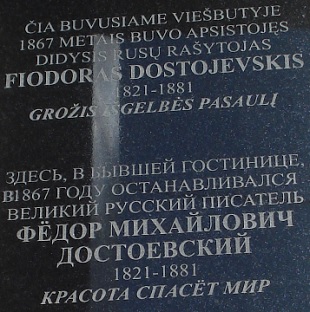 ČIA BUVUSIAME VIEŠBUTYJE
1867 METAIS BUVO APSISTOJĘS
DIDYSIS RUSŲ RAŠYTOJAS
FIODORAS DOSTOJEVSKIS
1821-1881
GROŽIS IŠGELBĖS PASAULĮ
ЗДЕСЬ, В БЫВШЕЙ ГОСТИНИЦЕ,
В 1867 ГОДУ ОСТАНАВЛИВАЛСЯ
ВЕЛИКИЙ РУССКИЙ ПИСАТЕЛЬ
ФЁДОР МИХАЙЛОВИЧ
ДОСТОЕВСКИЙ
1821-1881
КРАСОТА СПАСЁТ МИР